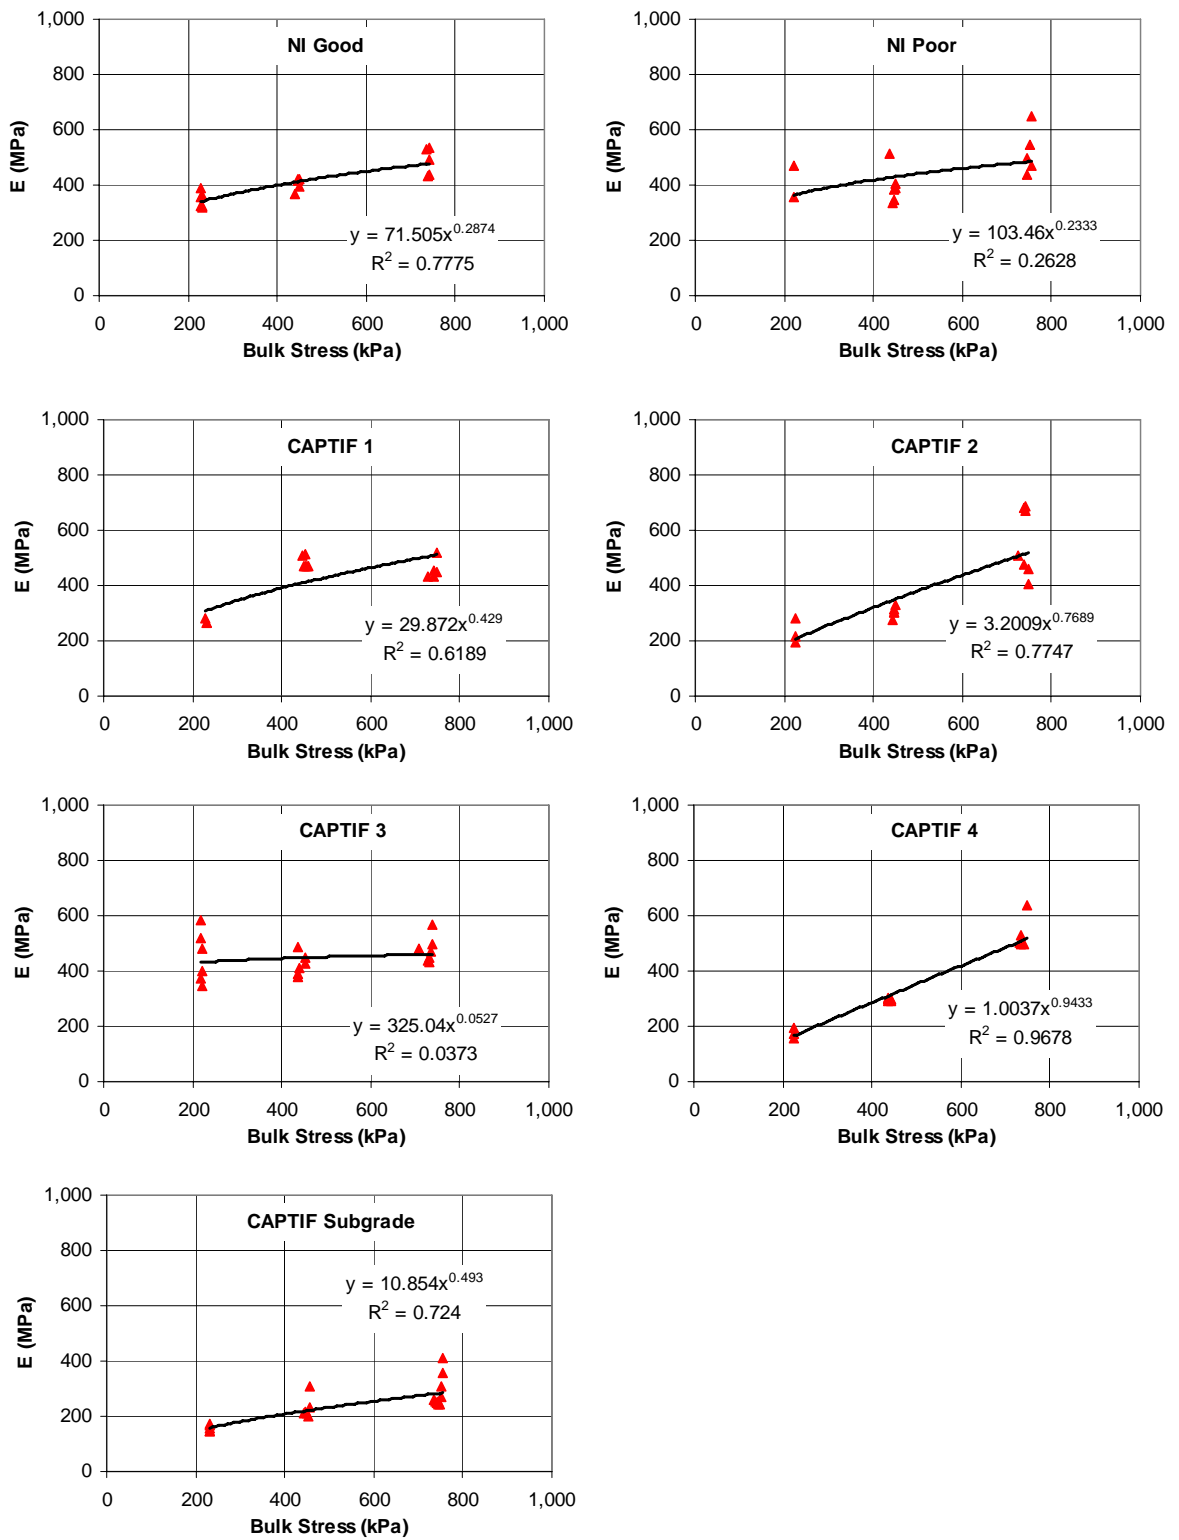 NI Good
1,000
800
600
400
200
0
E (MPa)
y = 71.505x^0.2874
R² = 0.7775
0 200 400 600 800 1,000
Bulk Stress (kPa)
NI Poor
1,000
800
600
400
200
0
E (MPa)
y = 103.46x^0.2333
R² = 0.2628
0 200 400 600 800 1,000
Bulk Stress (kPa)
CAPTIF 1
1,000
800
600
400
200
0
E (MPa)
y = 29.872x^0.429
R² = 0.6189
0 200 400 600 800 1,000
Bulk Stress (kPa)
CAPTIF 2
1,000
800
600
400
200
0
E (MPa)
y = 3.2009x^0.7689
R² = 0.7747
0 200 400 600 800 1,000
Bulk Stress (kPa)
CAPTIF 3
1,000
800
600
400
200
0
E (MPa)
y = 325.04x^0.0527
R² = 0.0373
0 200 400 600 800 1,000
Bulk Stress (kPa)
CAPTIF 4
1,000
800
600
400
200
0
E (MPa)
y = 1.0037x^0.9433
R² = 0.9678
0 200 400 600 800 1,000
Bulk Stress (kPa)
CAPTIF Subgrade
1,000
800
600
400
200
0
E (MPa)
y = 10.854x^0.493
R² = 0.724
0 200 400 600 800 1,000
Bulk Stress (kPa)